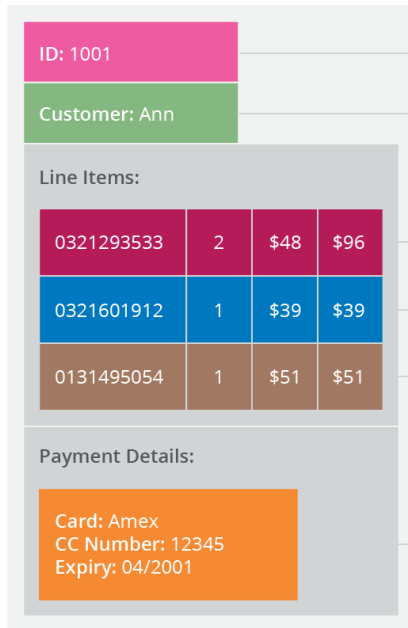 ID: 1001
Customer: Ann
Line Items:
0321293533 2 $48 $96
0321601912 1 $39 $39
0131495054 1 $51 $51
Payment Details:
Card: Amex
CC Number: 12345
Expiry: 04/2001